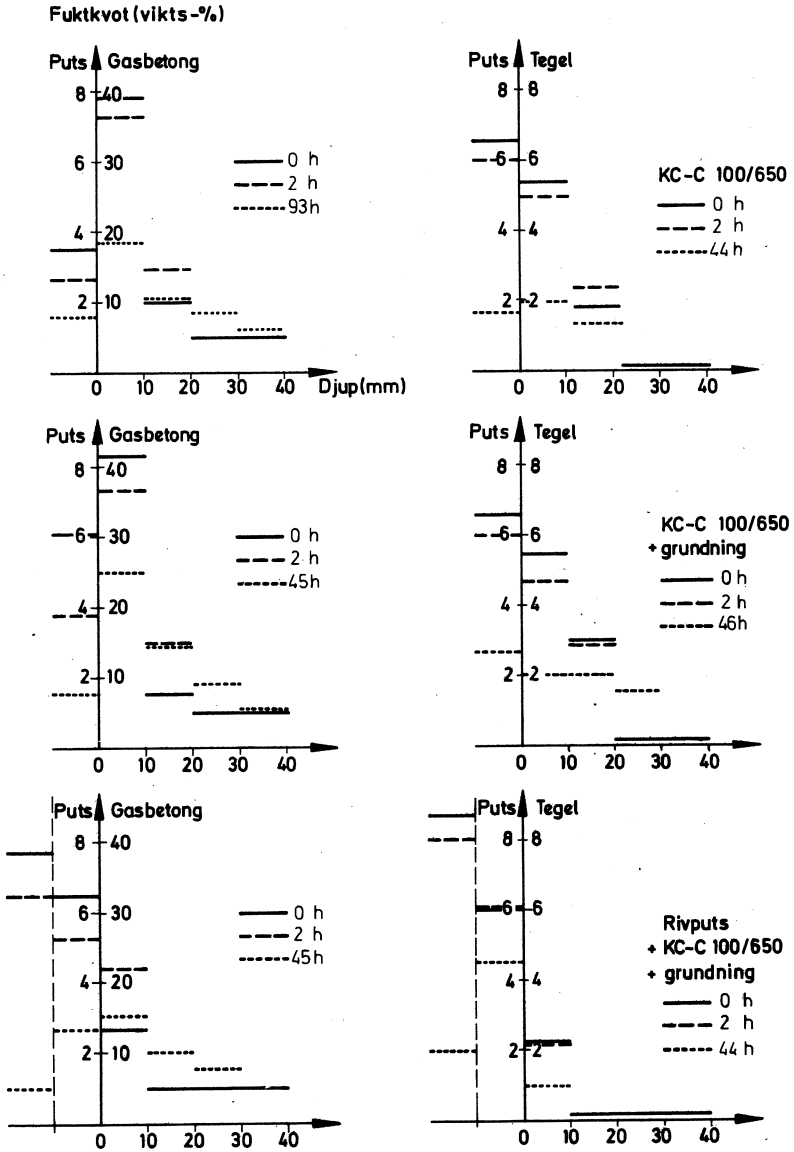 Fuktkvot (vikts-%)
Puts Gasbetong
8 40
6 30
4 20
2 10
0 10 20 30 40 Djup (mm)
0 h
2 h
93h
Puts Tegel
8 8
6 6
4 4
2 2
0 10 20 30 40
KC-C 100/650
0 h
2 h
44h
Puts Gasbetong
8 40
6 30
4 20
2 10
0 10 20 30 40
0 h
2 h
45h
Puts Tegel
8 8
6 6
4 4
2 2
0 10 20 30 40
KC-C 100/650
+ grundning
0 h
2 h
46h
Puts Gasbetong
8 40
6 30
4 20
2 10
0 10 20 30 40
0 h
2 h
45h
Puts Tegel
8 8
6 6
4 4
2 2
0 10 20 30 40
Rivputs
+ KC-C 100/650
+ grundning
0 h
2 h
44h